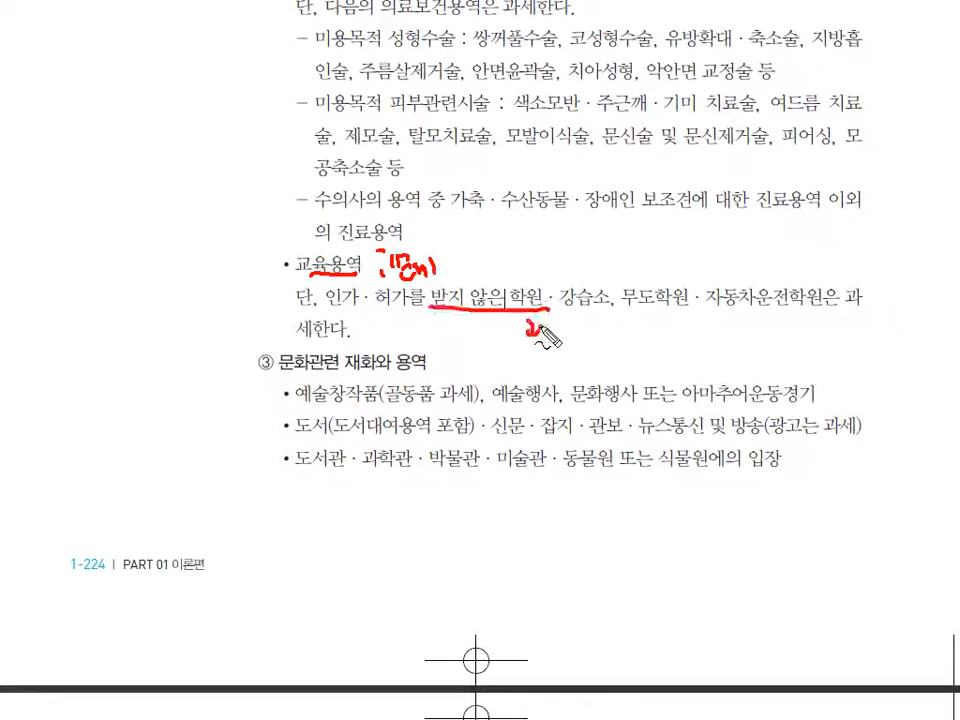 단, 다음의 의료보건용역은 과세한다.
– 미용목적 성형수술 : 쌍꺼풀수술, 코성형수술, 유방확대 · 축소술, 지방흡
인술, 주름살제거술, 안면윤곽술, 치아성형, 악안면 교정술 등
– 미용목적 피부관련시술 : 색소모반 · 주근깨 · 기미 치료술, 여드름 치료
술, 제모술, 탈모치료술, 모발이식술, 문신술 및 문신제거술, 피어싱, 모
공축소술 등
– 수의사의 용역 중 가축 · 수산동물 · 장애인 보조견에 대한 진료용역 이외
의 진료용역
• 교육용역
단, 인가 · 허가를 받지 않은 학원 · 강습소, 무도학원 · 자동차운전학원은 과
세한다.
③ 문화관련 재화와 용역
• 예술창작품(골동품 과세), 예술행사, 문화행사 또는 아마추어운동경기
• 도서(도서대여용역 포함) · 신문 · 잡지 · 관보 · 뉴스통신 및 방송(광고는 과세)
• 도서관 · 과학관 · 박물관 · 미술관 · 동물원 또는 식물원에의 입장
1-224 | PART 01 이론편